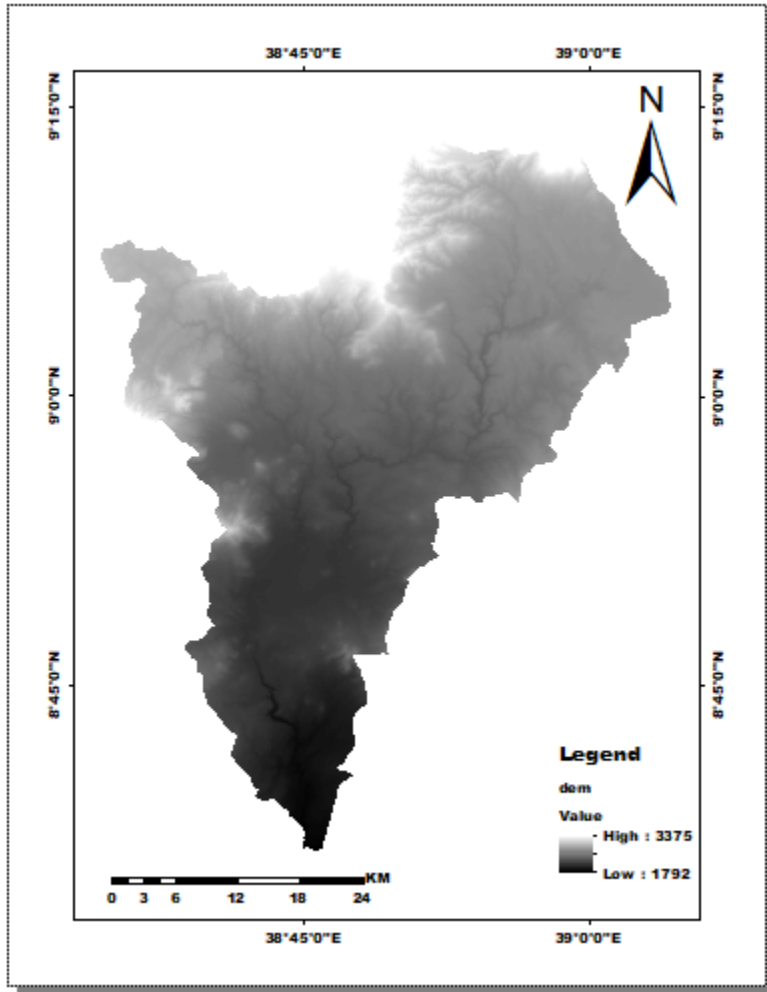 38°45'0"E 39°0'0"E
9°15'0"N
9°15'0"N
N
9°0'0"N
9°0'0"N
8°45'0"N
8°45'0"N
Legend
dem
Value
High : 3375
Low : 1792
KM
0 3 6 12 18 24
38°45'0"E 39°0'0"E